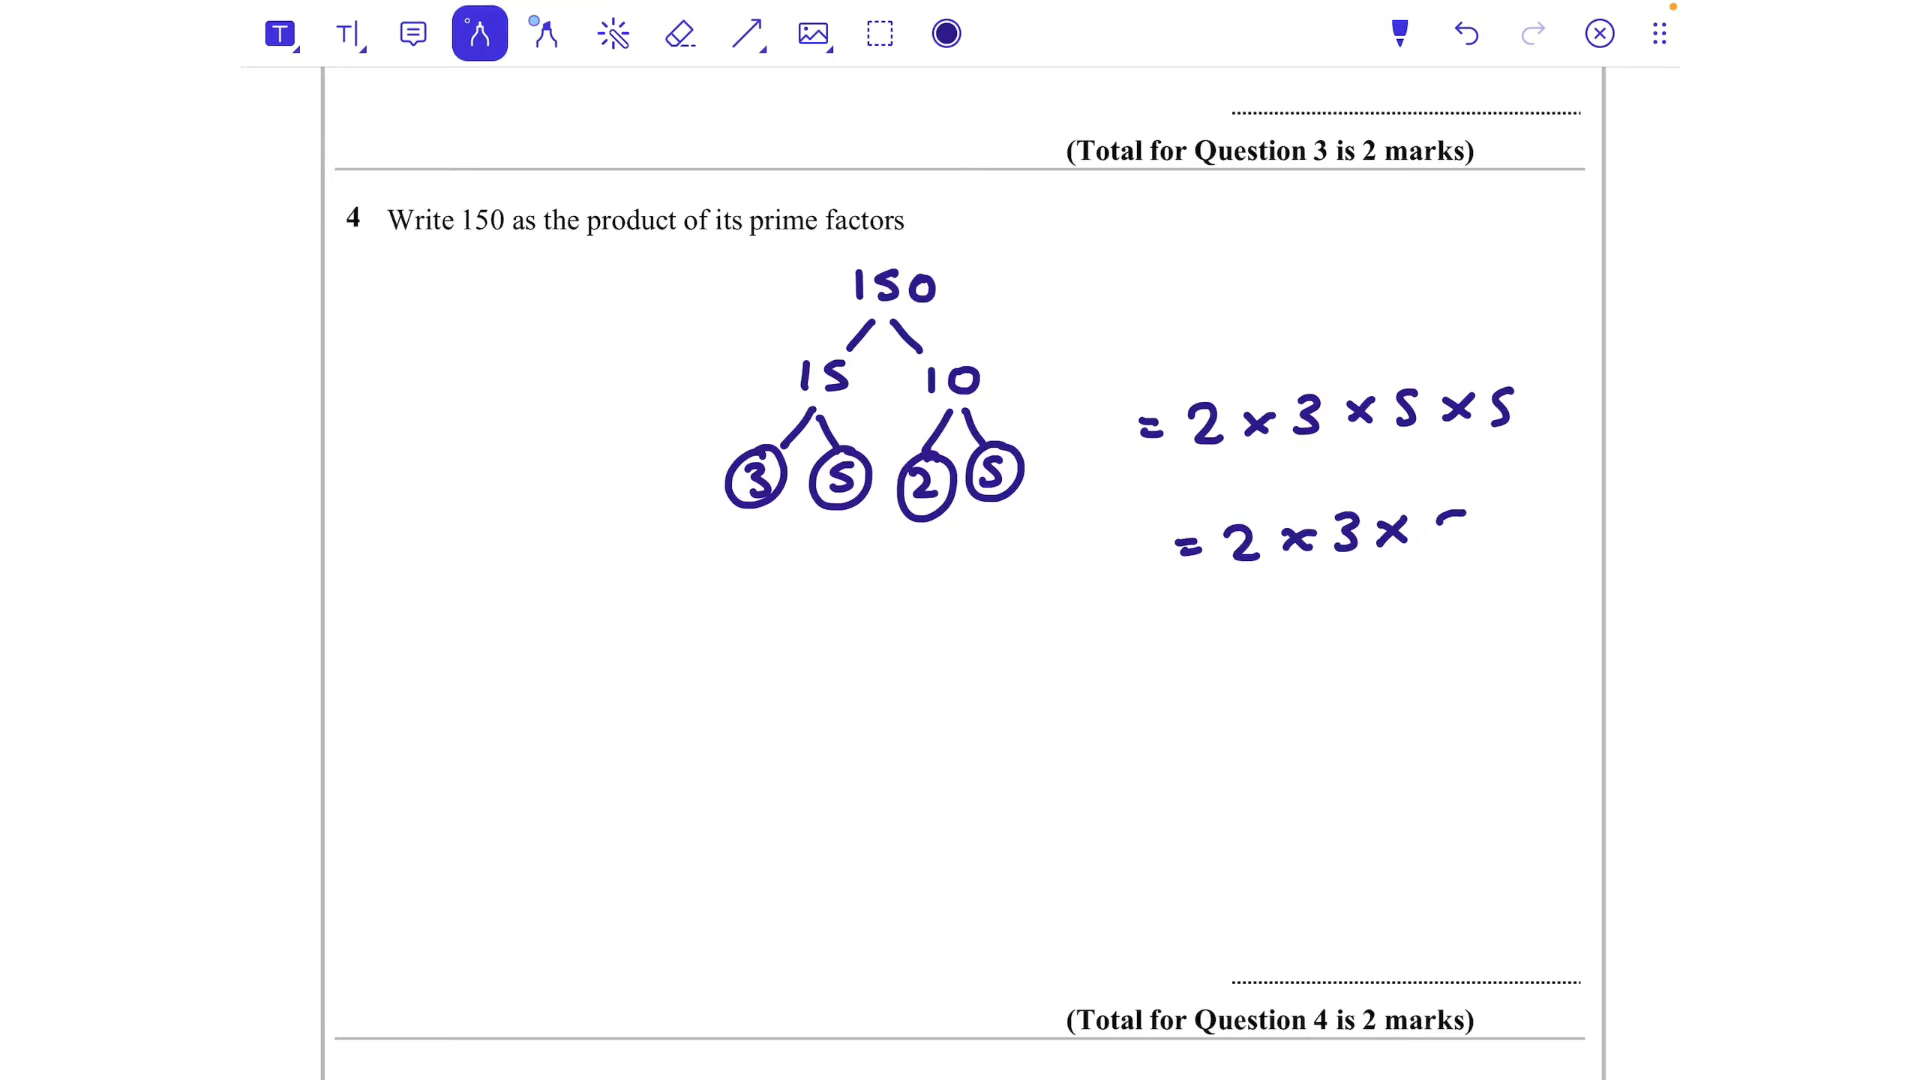 T T|
(Total for Question 3 is 2 marks)
4 Write 150 as the product of its prime factors
150
15 10
3 5 2 5
= 2 × 3 × 5 × 5
= 2 × 3 ×
(Total for Question 4 is 2 marks)